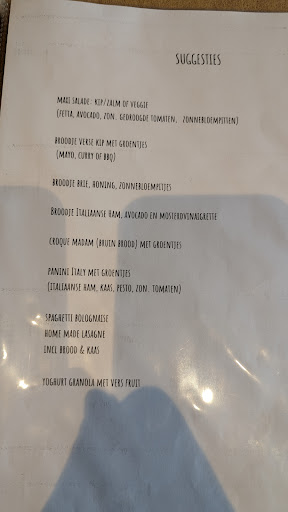 SUGGESTIES
MAXI SALADE: KIP/ZALM OF VEGGIE
(FETTA, AVOCADO, ZON. GEDROOGDE TOMATEN, ZONNEBLOEMPITTEN)
BROODJE VERSE KIP MET GROENTJES
(MAYO, CURRY OF BBQ)
BROODJE BRIE, HONING, ZONNEBLOEMPITJES
BROODJE ITALIAANSE HAM, AVOCADO EN MOSTERDVINAIGRETTE
CROQUE MADAM (BRUIN BROOD) MET GROENTJES
PANINI ITALY MET GROENTJES
(ITALIAANSE HAM, KAAS, PESTO, ZON. TOMATEN)
SPAGHETTI BOLOGNAISE
HOME MADE LASAGNE
INCL BROOD & KAAS
YOGHURT GRANOLA MET VERS FRUIT